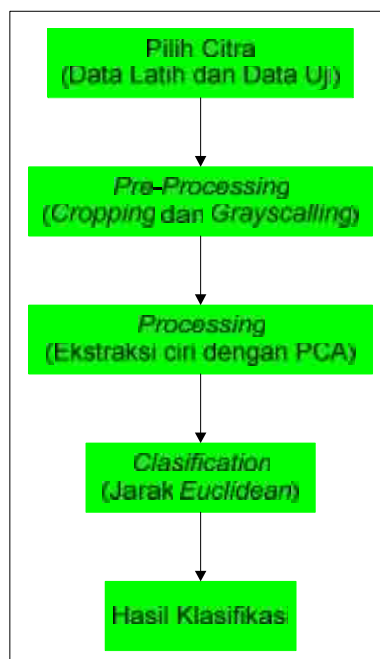 Pilih Citra
(Data Latih dan Data Uji)
Pre-Processing
(Cropping dan Grayscalling)
Processing
(Ekstraksi ciri dengan PCA)
Clasification
(Jarak Euclidean)
Hasil Klasifikasi